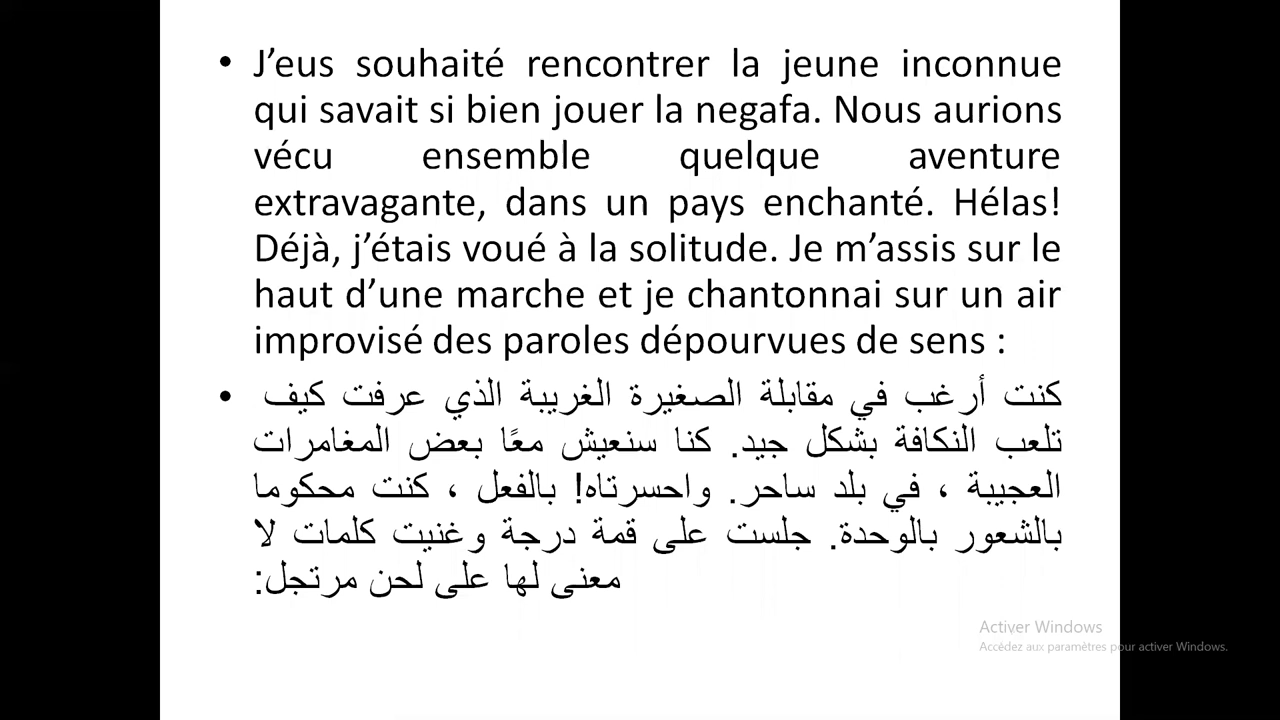 • J’eus souhaité rencontrer la jeune inconnue
qui savait si bien jouer la negafa. Nous aurions
vécu ensemble quelque aventure
extravagante, dans un pays enchanté. Hélas!
Déjà, j’étais voué à la solitude. Je m’assis sur le
haut d’une marche et je chantonnai sur un air
improvisé des paroles dépourvues de sens :
• كنت أرغب في مقابلة الصغيرة الغريبة الذي عرفت كيف
تلعب النكافة بشكل جيد. كنا سنعيش معًا بعض المغامرات
العجيبة ، في بلد ساحر. واحسرتاه! بالفعل ، كنت محكوما
بالشعور بالوحدة. جلست على قمة درجة وغنيت كلمات لا
معنى لها على لحن مرتجل:
Activer Windows
Accédez aux paramètres pour activer Windows.